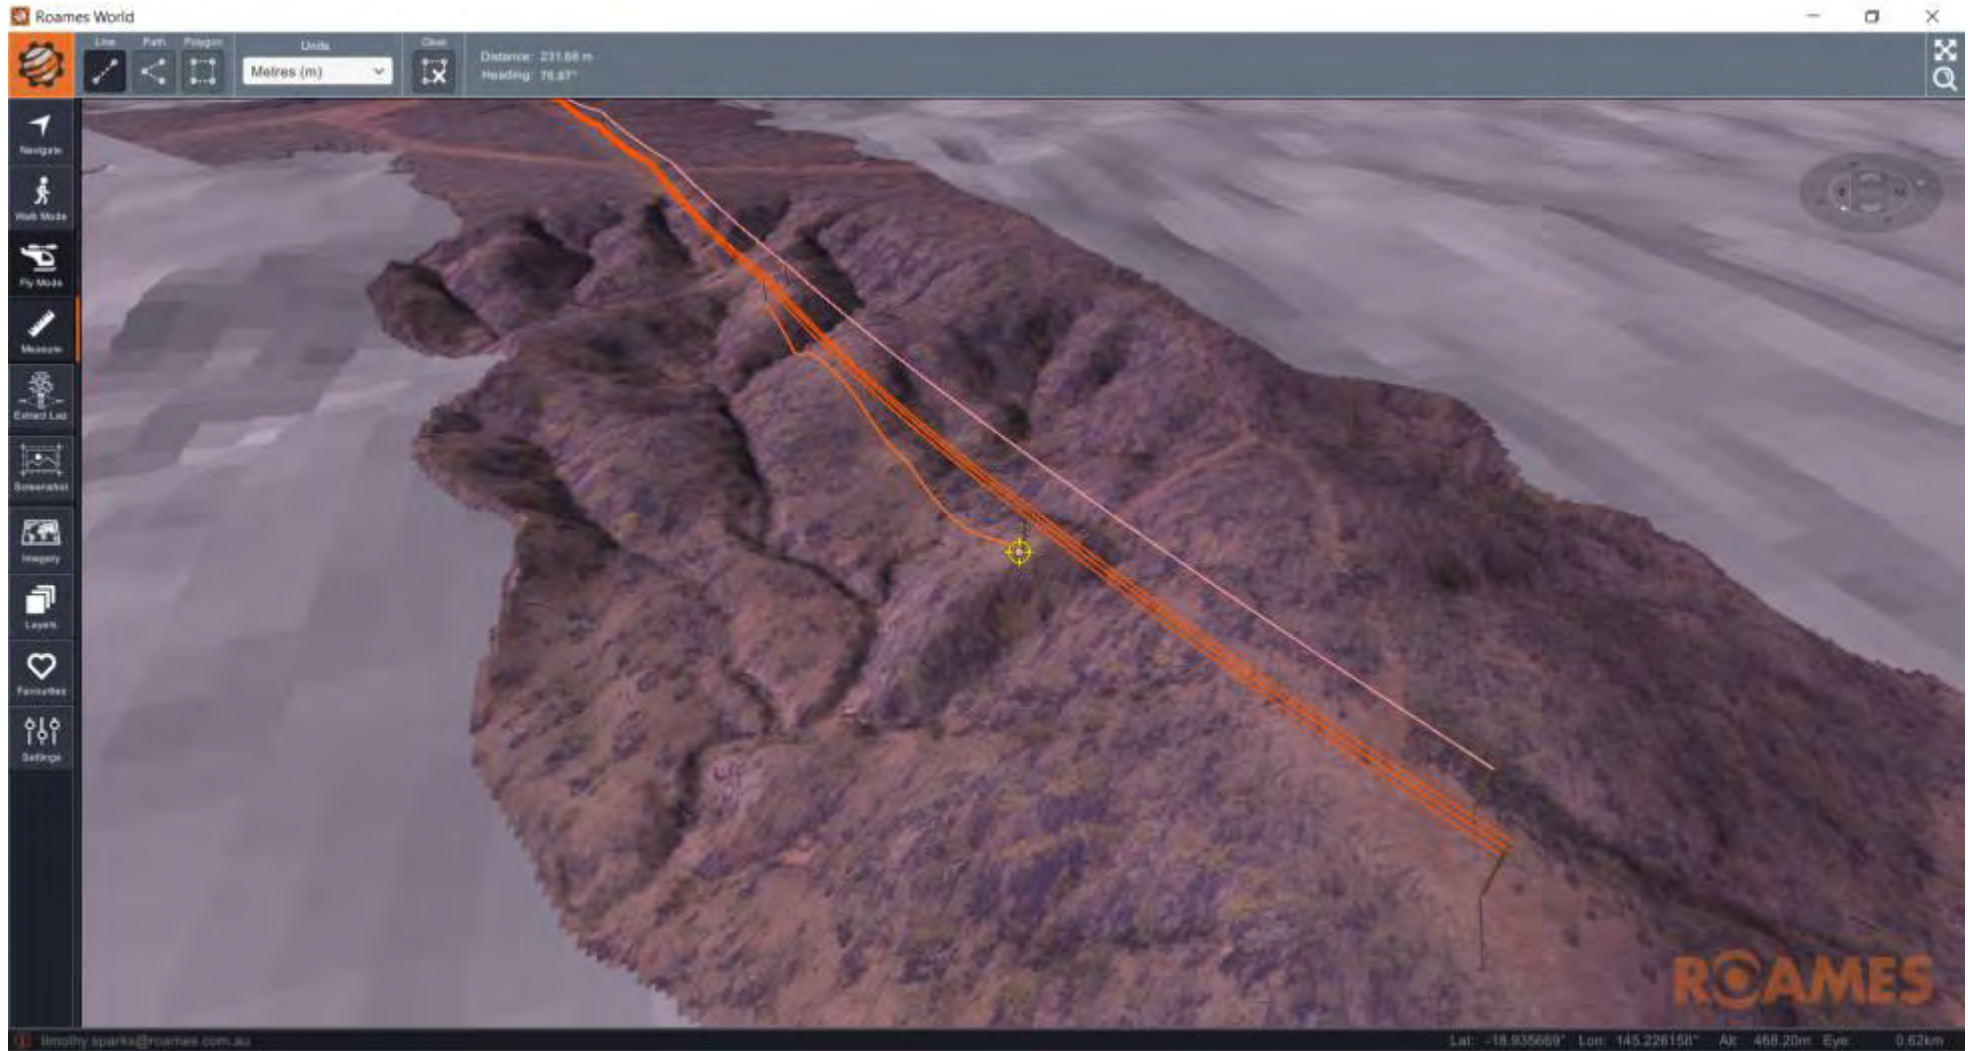 Roames World
Line Path Polygon Units Clear
Metres (m)
Distance: 231.68 m
Heading: 76.87°
Navigate
Walk Mode
Fly Mode
Measure
Extract Laz
Screenshot
Imagery
Layers
Favourites
Settings
ROAMES
timothy.sparks@roames.com.au
Lat: -18.935669° Lon: 145.226158° Alt: 468.20m Eye: 0.62km